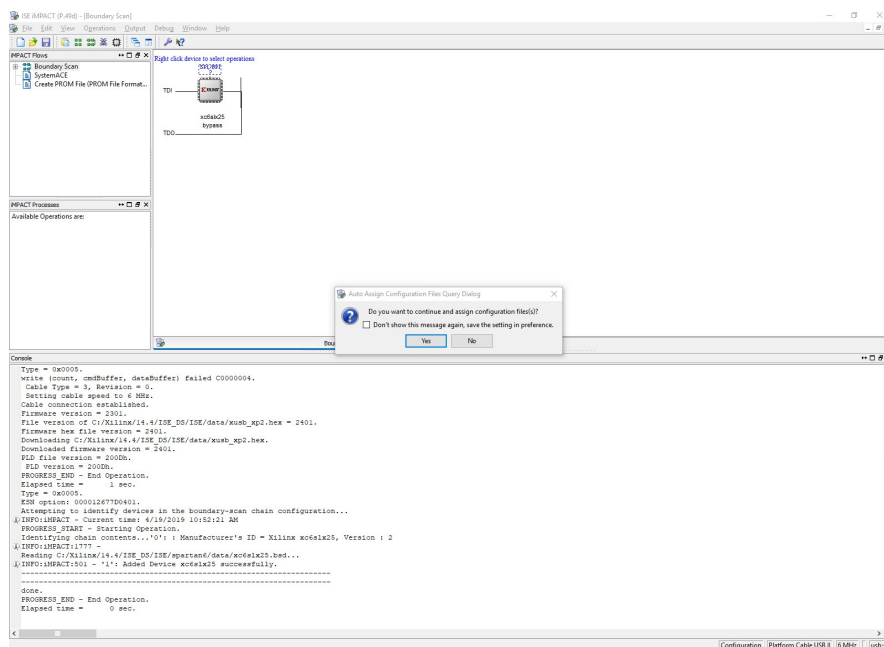 ISE iMPACT (P.49d) - [Boundary Scan]
File Edit View Operations Output Debug Window Help
iMPACT Flows
Boundary Scan
SystemACE
Create PROM File (PROM File Format...
Right click device to select operations
TDI
XILINX
xc6slx25
bypass
TDO
iMPACT Processes
Available Operations are:
Auto Assign Configuration Files Query Dialog
Do you want to continue and assign configuration files(s)?
Don't show this message again, save the setting in preference.
Yes No
Bou
Console
Type = 0x0005.
write (count, cmdBuffer, dataBuffer) failed C0000004.
Cable Type = 3, Revision = 0.
Setting cable speed to 6 MHz.
Cable connection established.
Firmware version = 2301.
File version of C:/Xilinx/14.4/ISE_DS/ISE/data/xusb_xp2.hex = 2401.
Firmware hex file version = 2401.
Downloading C:/Xilinx/14.4/ISE_DS/ISE/data/xusb_xp2.hex.
Downloaded firmware version = 2401.
PLD file version = 200Dh.
PLD version = 200Dh.
PROGRESS_END - End Operation.
Elapsed time = 1 sec.
Type = 0x0005.
ESN option: 000012677D0401.
Attempting to identify devices in the boundary-scan chain configuration...
INFO:iMPACT - Current time: 4/19/2019 10:52:21 AM
PROGRESS_START - Starting Operation.
Identifying chain contents...'0': : Manufacturer's ID = Xilinx xc6slx25, Version : 2
INFO:iMPACT:1777 -
Reading C:/Xilinx/14.4/ISE_DS/ISE/spartan6/data/xc6slx25.bsd...
INFO:iMPACT:501 - '1': Added Device xc6slx25 successfully.
----------------------------------------------------------------------
----------------------------------------------------------------------
done.
PROGRESS_END - End Operation.
Elapsed time = 0 sec.
Configuration Platform Cable USB II 6 MHz usb-